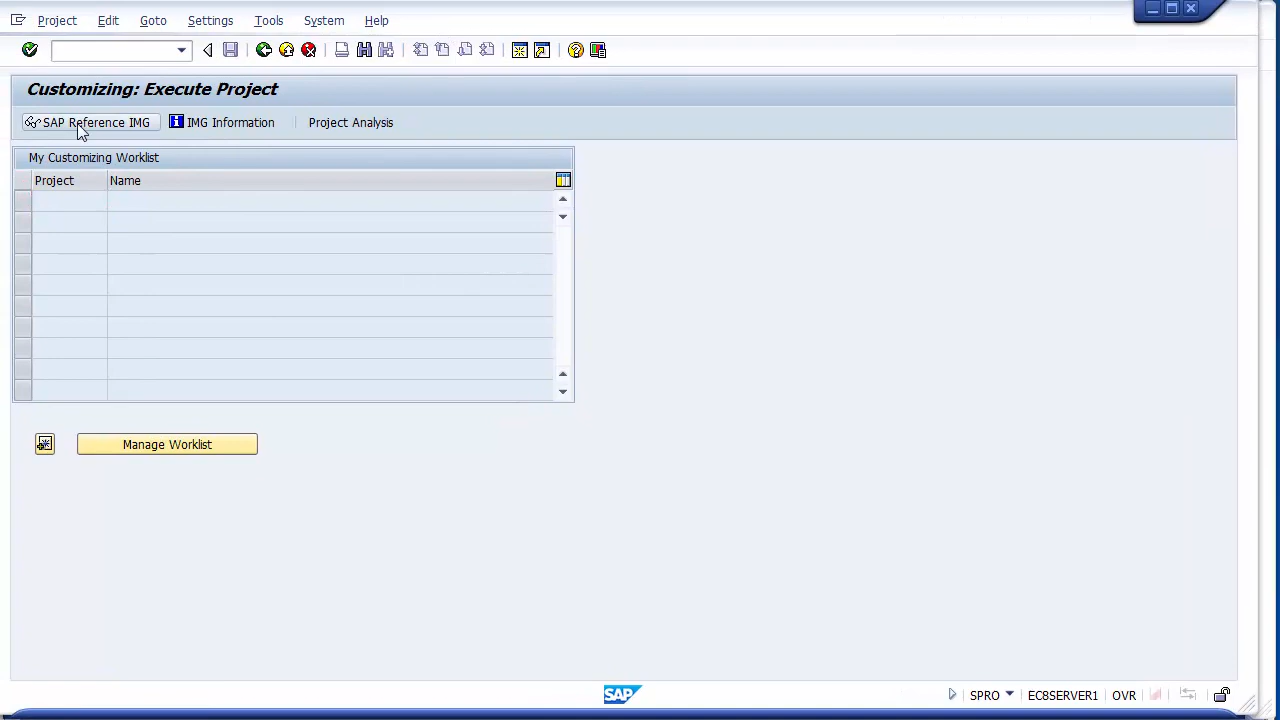 Project Edit Goto Settings Tools System Help
Customizing: Execute Project
SAP Reference IMG IMG Information Project Analysis
My Customizing Worklist
Project Name
Manage Worklist
SAP SPRO OVR